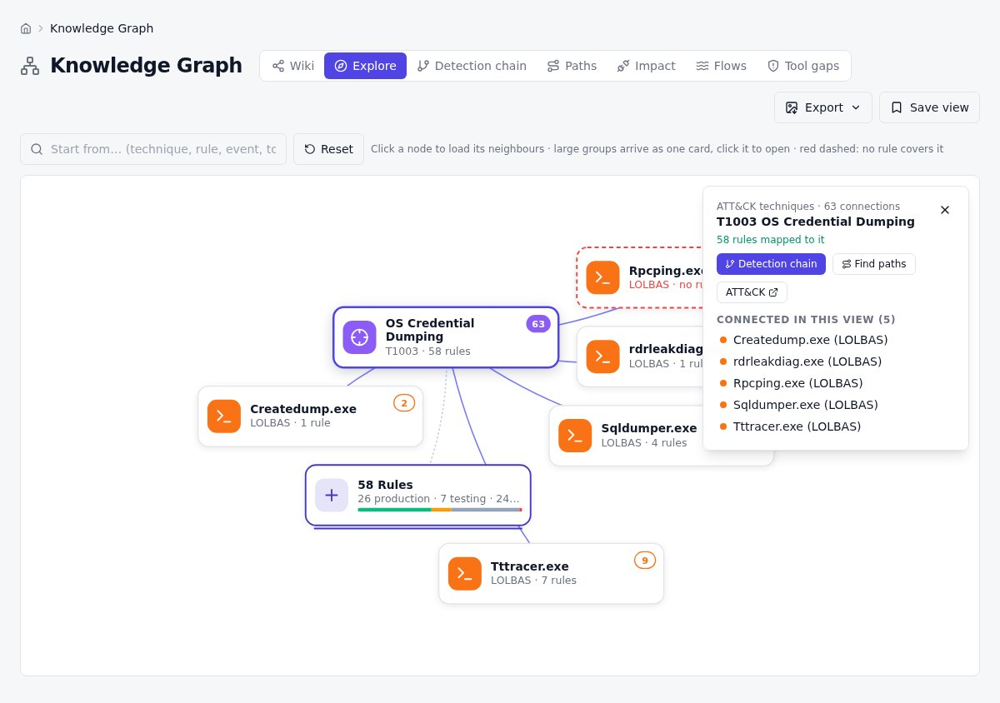 Knowledge Graph
Knowledge Graph
Wiki
Explore
Detection chain
Paths
Impact
Flows
Tool gaps
Export
Save view
Start from... (technique, rule, event, to
Reset
Click a node to load its neighbours · large groups arrive as one card, click it to open · red dashed: no rule covers it
Rpcping.exe
LOLBAS · no ru
OS Credential
Dumping
T1003 · 58 rules
63
rdrleakdiag
LOLBAS · 1 rul
Createdump.exe
LOLBAS · 1 rule
2
Sqldumper.exe
LOLBAS · 4 rules
58 Rules
26 production · 7 testing · 24...
Tttracer.exe
LOLBAS · 7 rules
9
ATT&CK techniques · 63 connections
T1003 OS Credential Dumping
58 rules mapped to it
Detection chain
Find paths
ATT&CK
CONNECTED IN THIS VIEW (5)
Createdump.exe (LOLBAS)
rdrleakdiag.exe (LOLBAS)
Rpcping.exe (LOLBAS)
Sqldumper.exe (LOLBAS)
Tttracer.exe (LOLBAS)